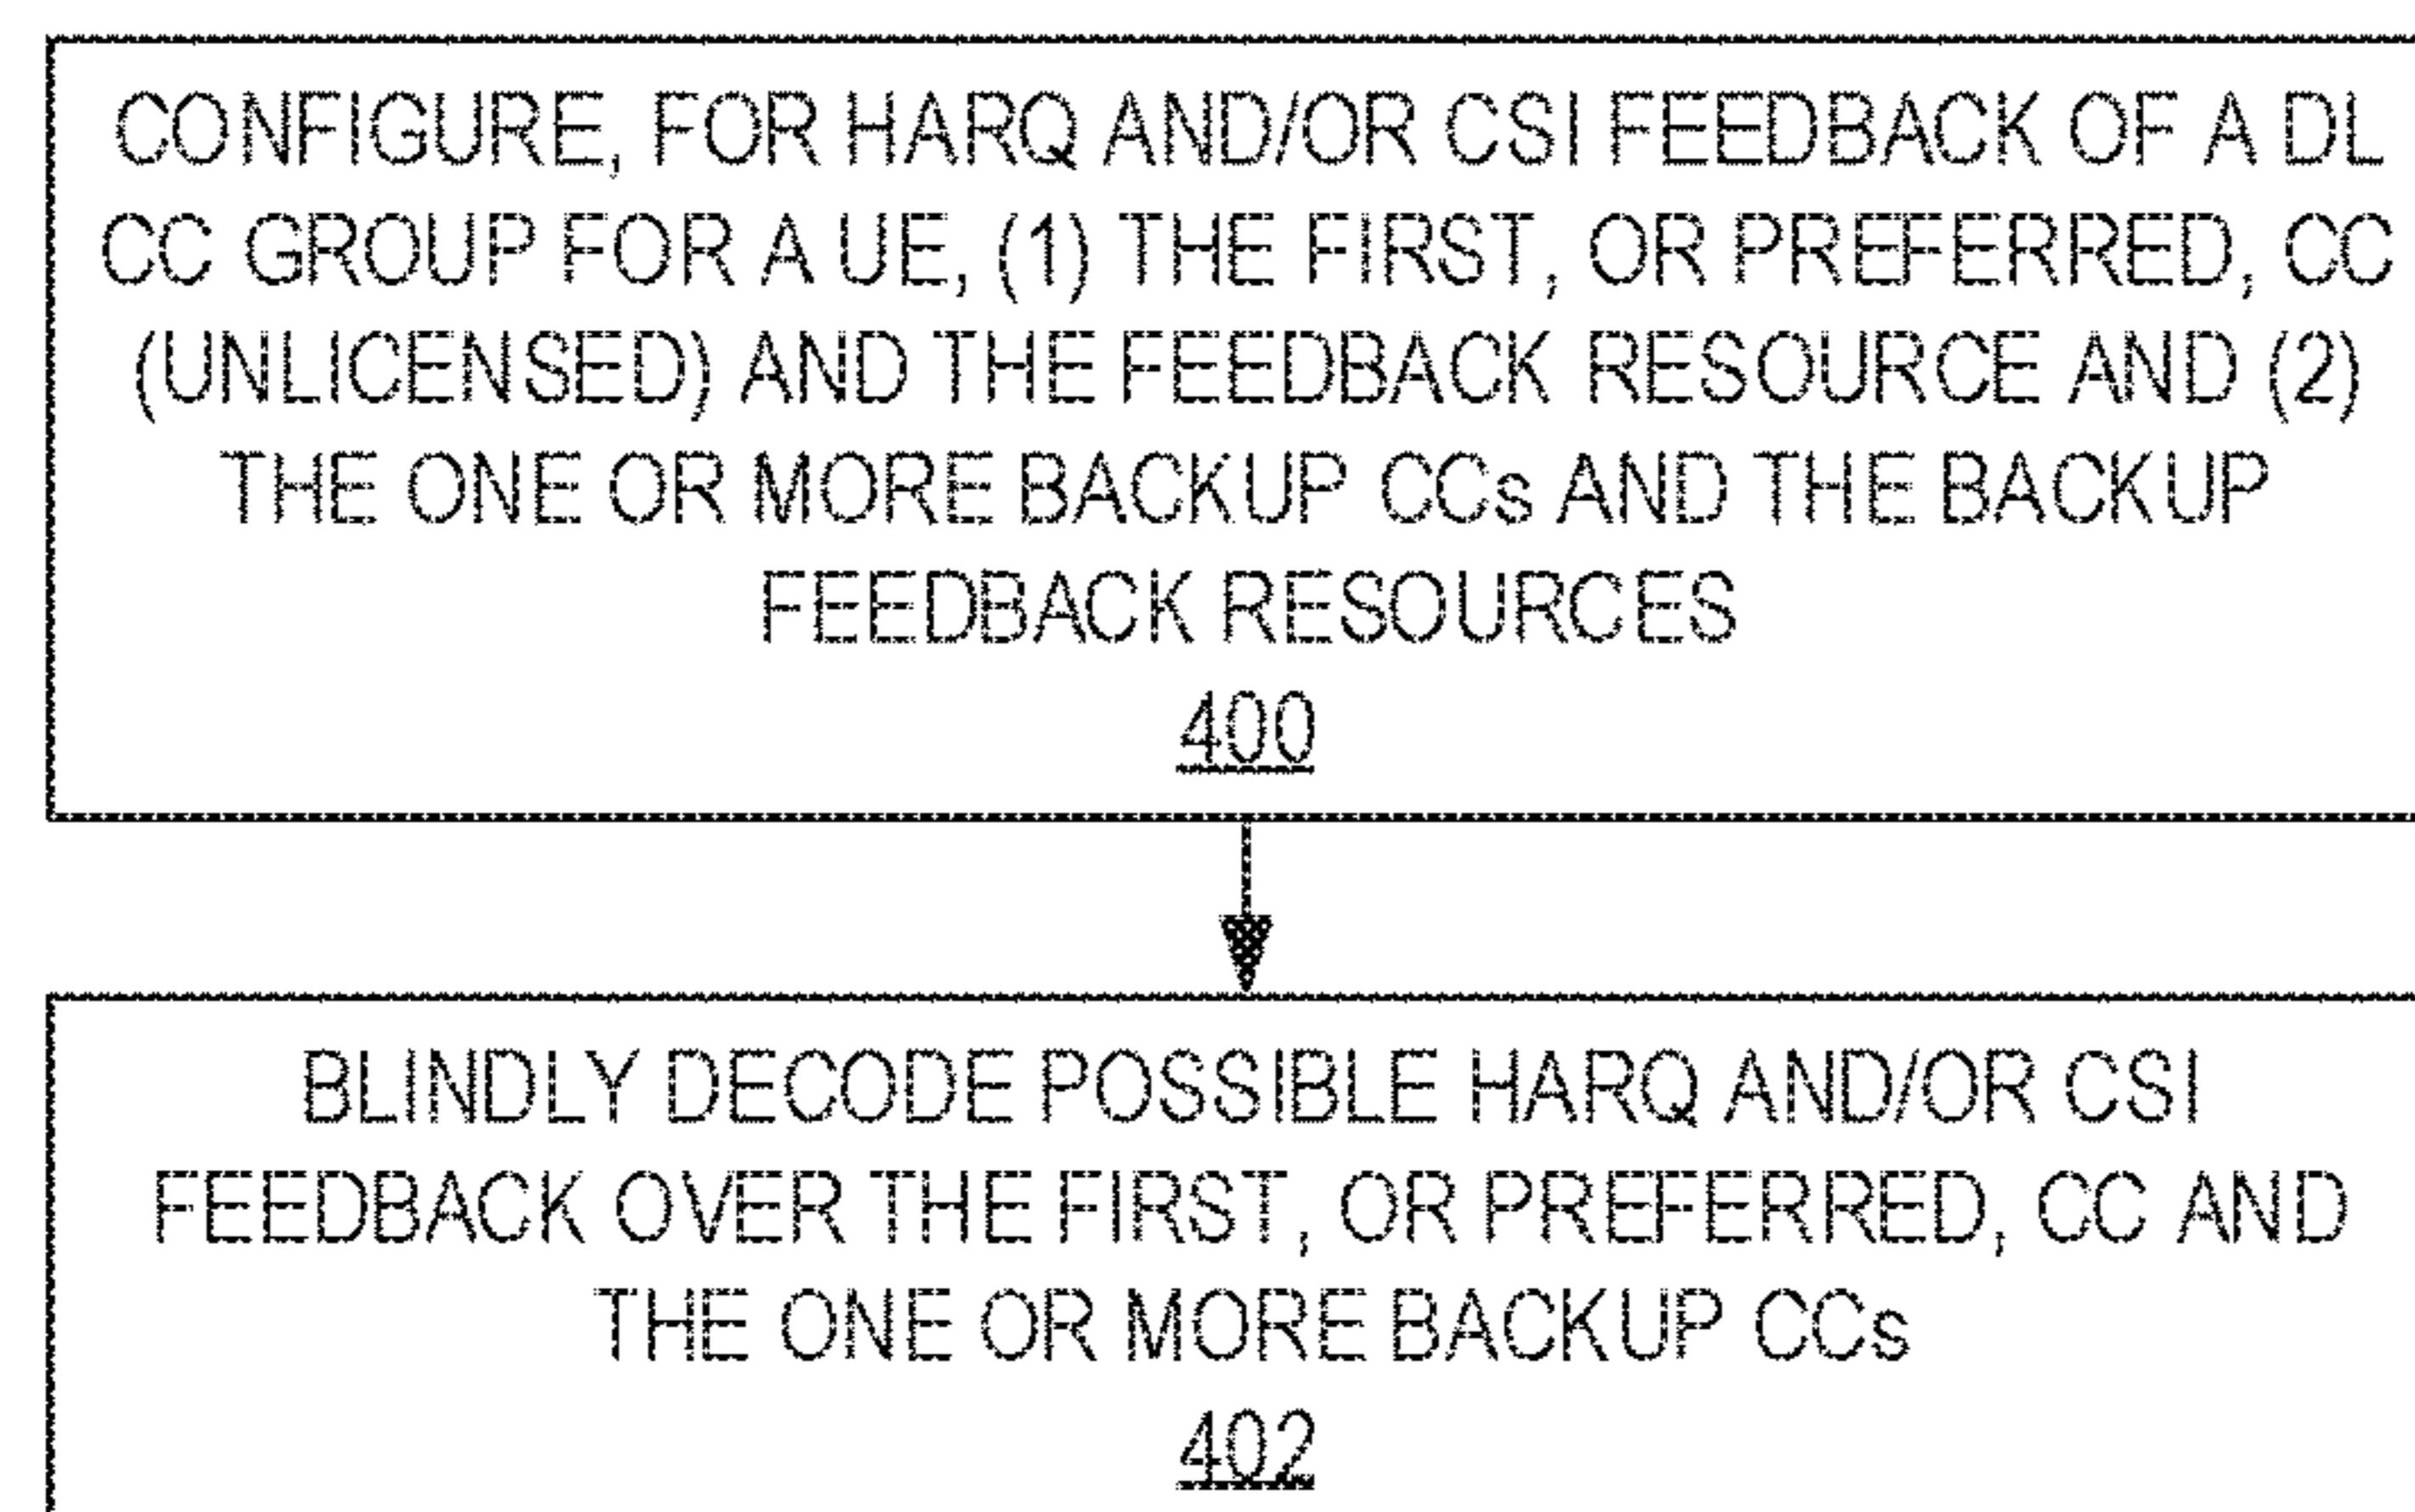 CONFIGURE, FOR HARQ AND/OR CSI FEEDBACK OF A DL
CC GROUP FOR A UE, (1) THE FIRST, OR PREFERRED, CC
(UNLICENSED) AND THE FEEDBACK RESOURCE AND (2)
THE ONE OR MORE BACKUP CCs AND THE BACKUP
FEEDBACK RESOURCES
400
BLINDLY DECODE POSSIBLE HARQ AND/OR CSI
FEEDBACK OVER THE FIRST, OR PREFERRED, CC AND
THE ONE OR MORE BACKUP CCs
402